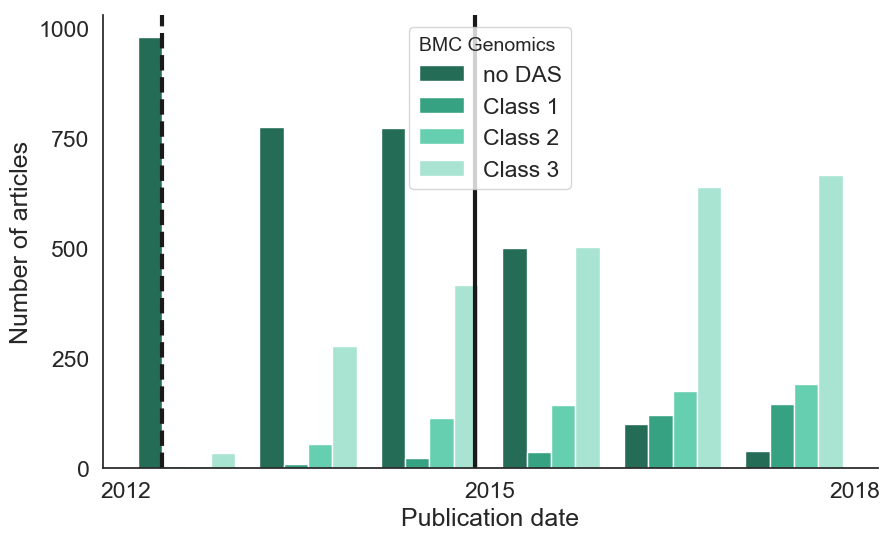 1000
750
500
250
0
Number of articles
BMC Genomics
no DAS
Class 1
Class 2
Class 3
2012
2015
2018
Publication date